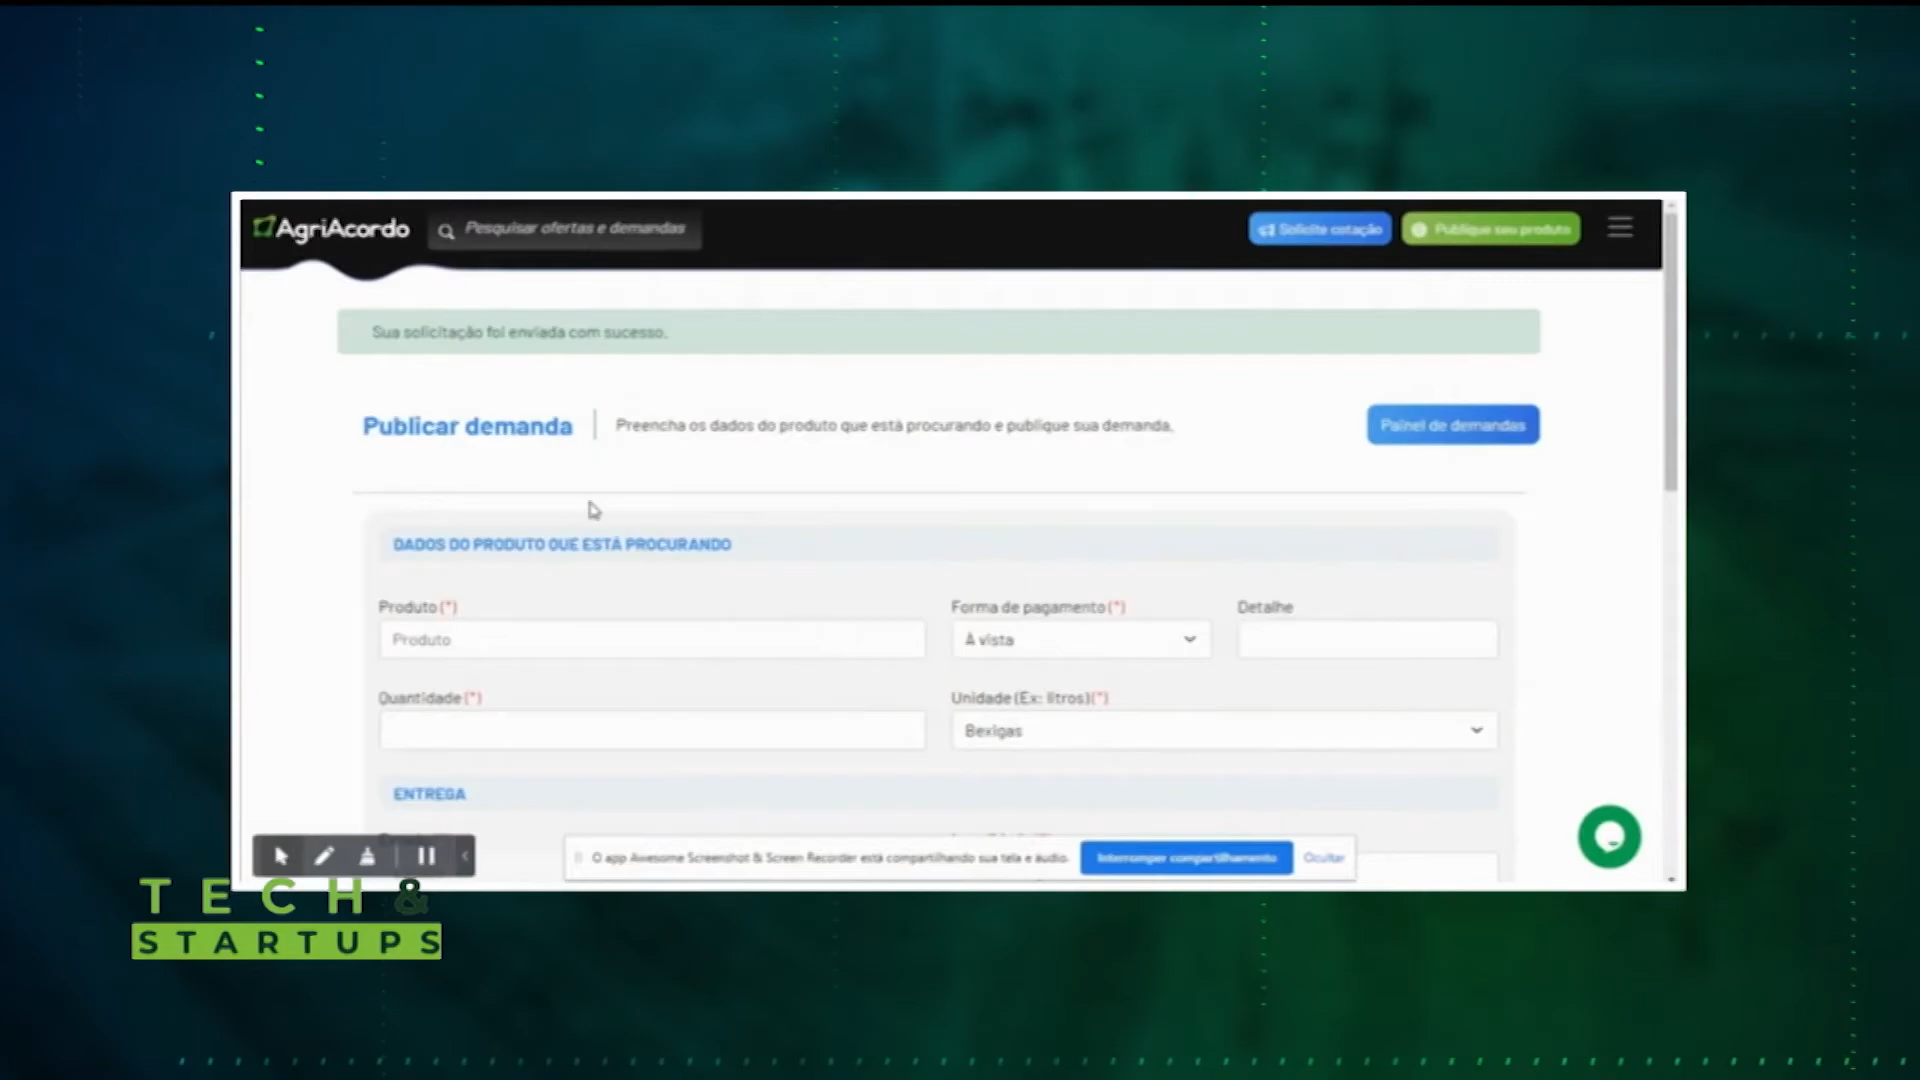 AgriAcordo
Pesquisar ofertas e demandas
Solicite cotação
Publique seu produto
Sua solicitação foi enviada com sucesso.
Publicar demanda
Preencha os dados do produto que está procurando e publique sua demanda.
Painel de demandas
DADOS DO PRODUTO QUE ESTÁ PROCURANDO
Produto (*)
Forma de pagamento (*)
Detalhe
Produto
À vista
Quantidade (*)
Unidade (Ex: litros)(*)
Bexigas
ENTREGA
O app Awesome Screenshot & Screen Recorder está compartilhando sua tela e áudio.
Interromper compartilhamento
Ocultar
TECH &
STARTUPS